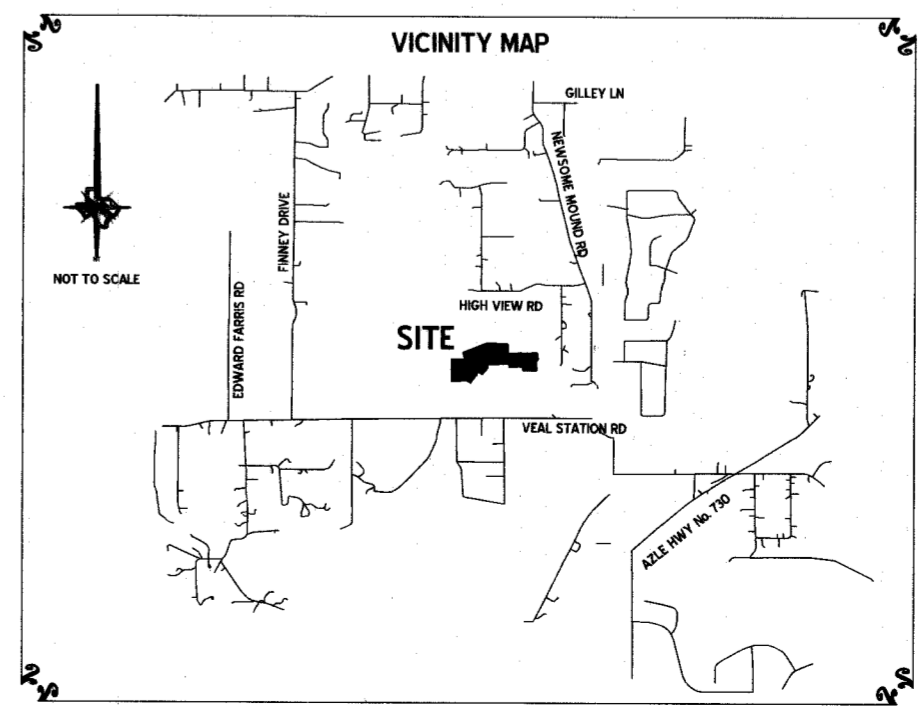 VICINITY MAP
GILLEY LN
NEWSOME MOUND RD
FINNEY DRIVE
NOT TO SCALE
EDWARD FARRIS RD
HIGH VIEW RD
SITE
VEAL STATION RD
AZLE HWY No. 730